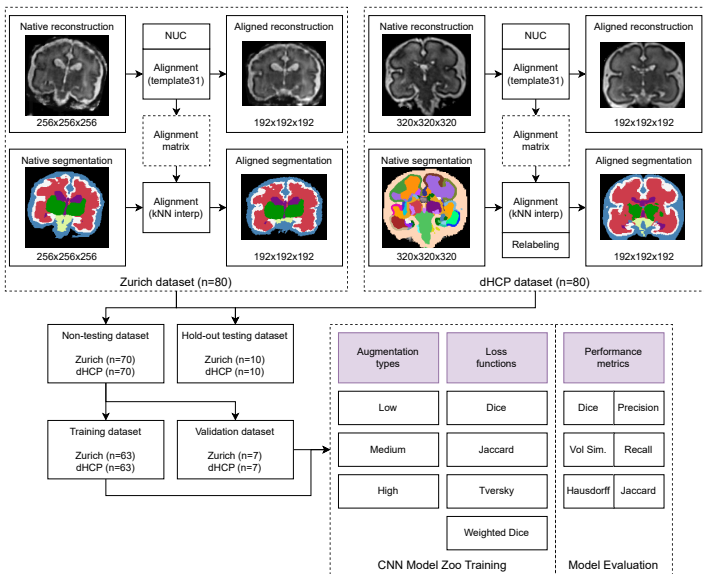 Native reconstruction
256x256x256
NUC
Alignment
(template31)
Aligned reconstruction
192x192x192
Alignment
matrix
Native segmentation
256x256x256
Alignment
(kNN interp)
Aligned segmentation
192x192x192
Zurich dataset (n=80)
Native reconstruction
320x320x320
NUC
Alignment
(template31)
Aligned reconstruction
192x192x192
Alignment
matrix
Native segmentation
320x320x320
Alignment
(kNN interp)
Relabeling
Aligned segmentation
192x192x192
dHCP dataset (n=80)
Non-testing dataset
Zurich (n=70)
dHCP (n=70)
Hold-out testing dataset
Zurich (n=10)
dHCP (n=10)
Training dataset
Zurich (n=63)
dHCP (n=63)
Validation dataset
Zurich (n=7)
dHCP (n=7)
Augmentation
types
Low
Medium
High
Loss
functions
Dice
Jaccard
Tversky
Weighted Dice
CNN Model Zoo Training
Performance
metrics
Dice
Precision
Vol Sim.
Recall
Hausdorff
Jaccard
Model Evaluation